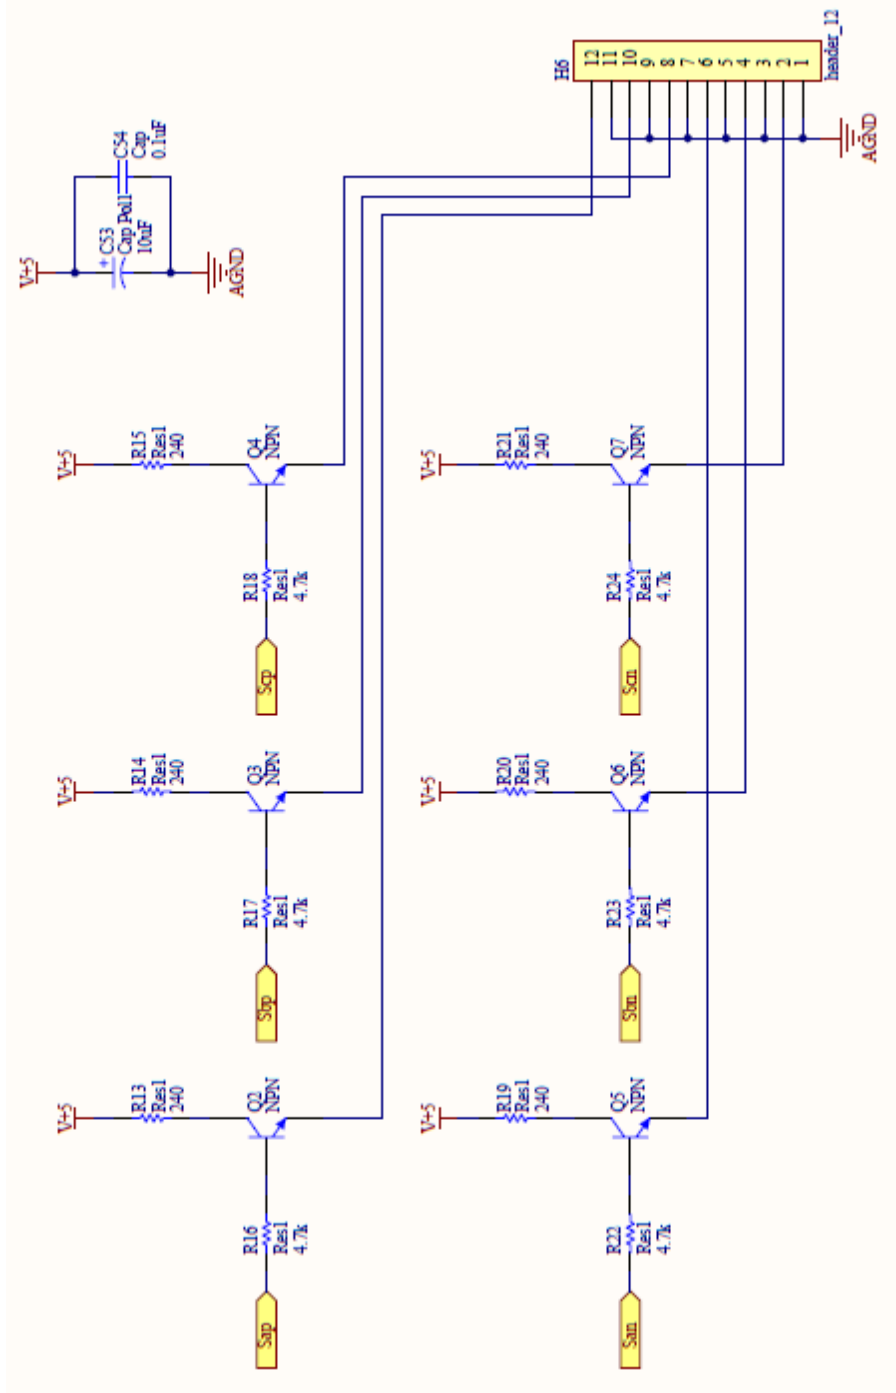 V+5
C53
Cap Pol1
10uF
C54
Cap
0.1uF
AGND
H6
12
11
10
9
8
7
6
5
4
3
2
1
header_12
AGND
V+5
R13
Res1
240
Q2
NPN
R16
Res1
4.7k
Sap
V+5
R14
Res1
240
Q3
NPN
R17
Res1
4.7k
Sbp
V+5
R15
Res1
240
Q4
NPN
R18
Res1
4.7k
Scp
V+5
R19
Res1
240
Q5
NPN
R22
Res1
4.7k
San
V+5
R20
Res1
240
Q6
NPN
R23
Res1
4.7k
Sbn
V+5
R21
Res1
240
Q7
NPN
R24
Res1
4.7k
Scn